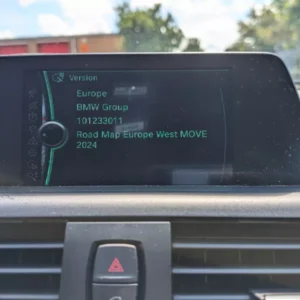 Version
Europe
BMW Group
101233011
Road Map Europe West MOVE
2024